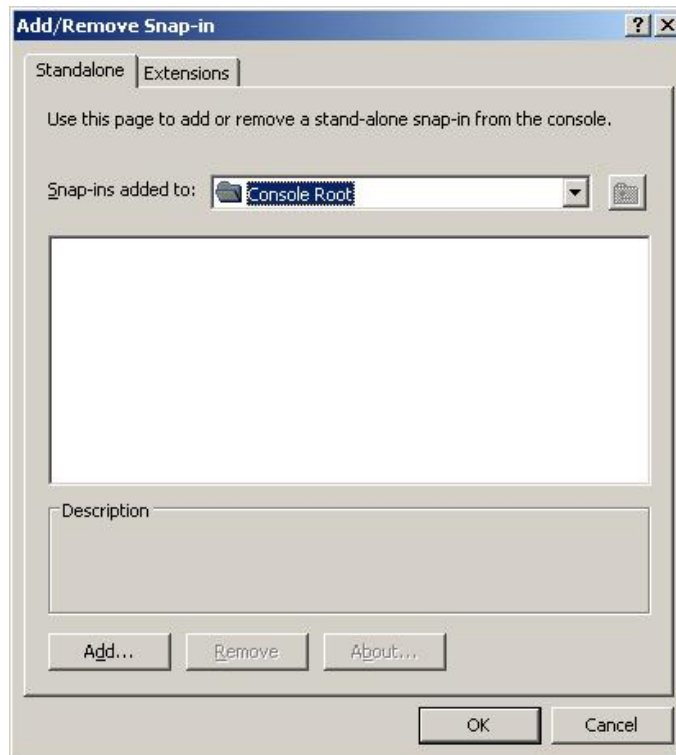 Add/Remove Snap-in
Standalone Extensions
Use this page to add or remove a stand-alone snap-in from the console.
Snap-ins added to: Console Root
Description
Add... Remove About...
OK Cancel